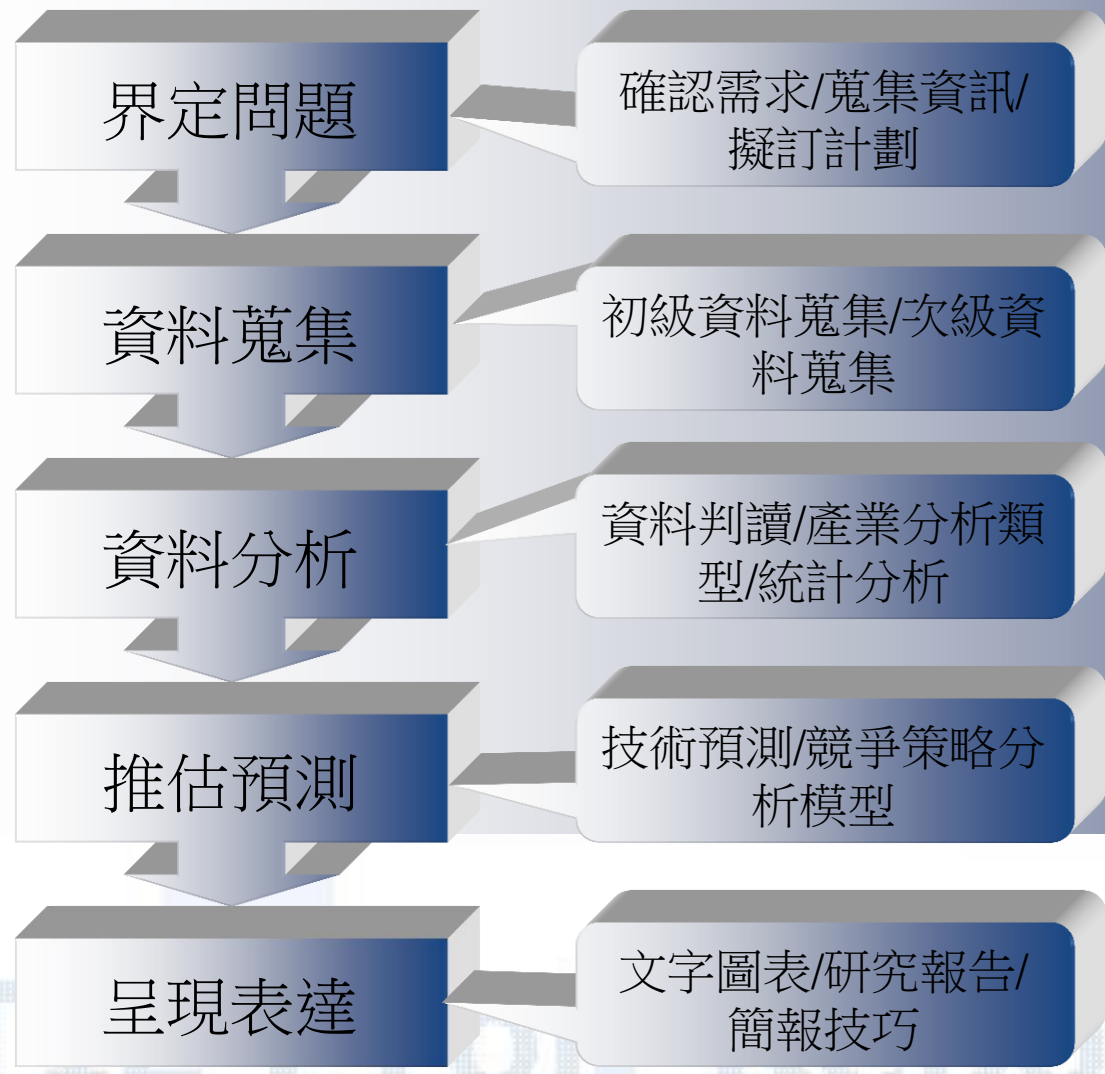 界定問題
確認需求/蒐集資訊/
擬訂計劃
資料蒐集
初級資料蒐集/次級資
料蒐集
資料分析
資料判讀/產業分析類
型/統計分析
推估預測
技術預測/競爭策略分
析模型
呈現表達
文字圖表/研究報告/
簡報技巧